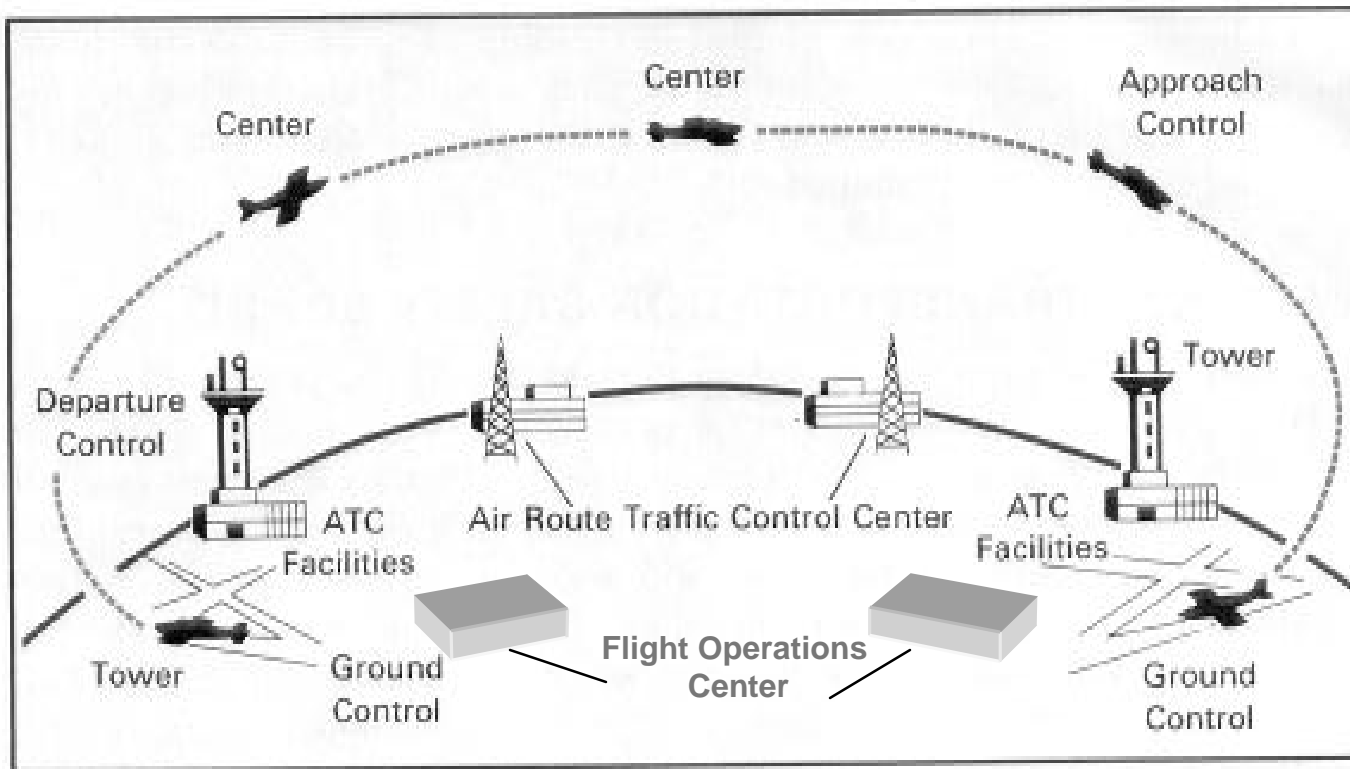 Center
Center
Approach
Control
Departure
Control
Tower
ATC
Facilities
Air Route Traffic Control Center
ATC
Facilities
Flight Operations
Center
Tower
Ground
Control
Ground
Control